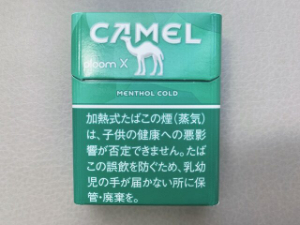 CAMEL
ploom X
MENTHOL COLD
加熱式たばこの煙(蒸気)
は、子供の健康への悪影
響が否定できません。たば
この誤飲を防ぐため、乳幼
児の手が届かない所に保
管・廃棄を。